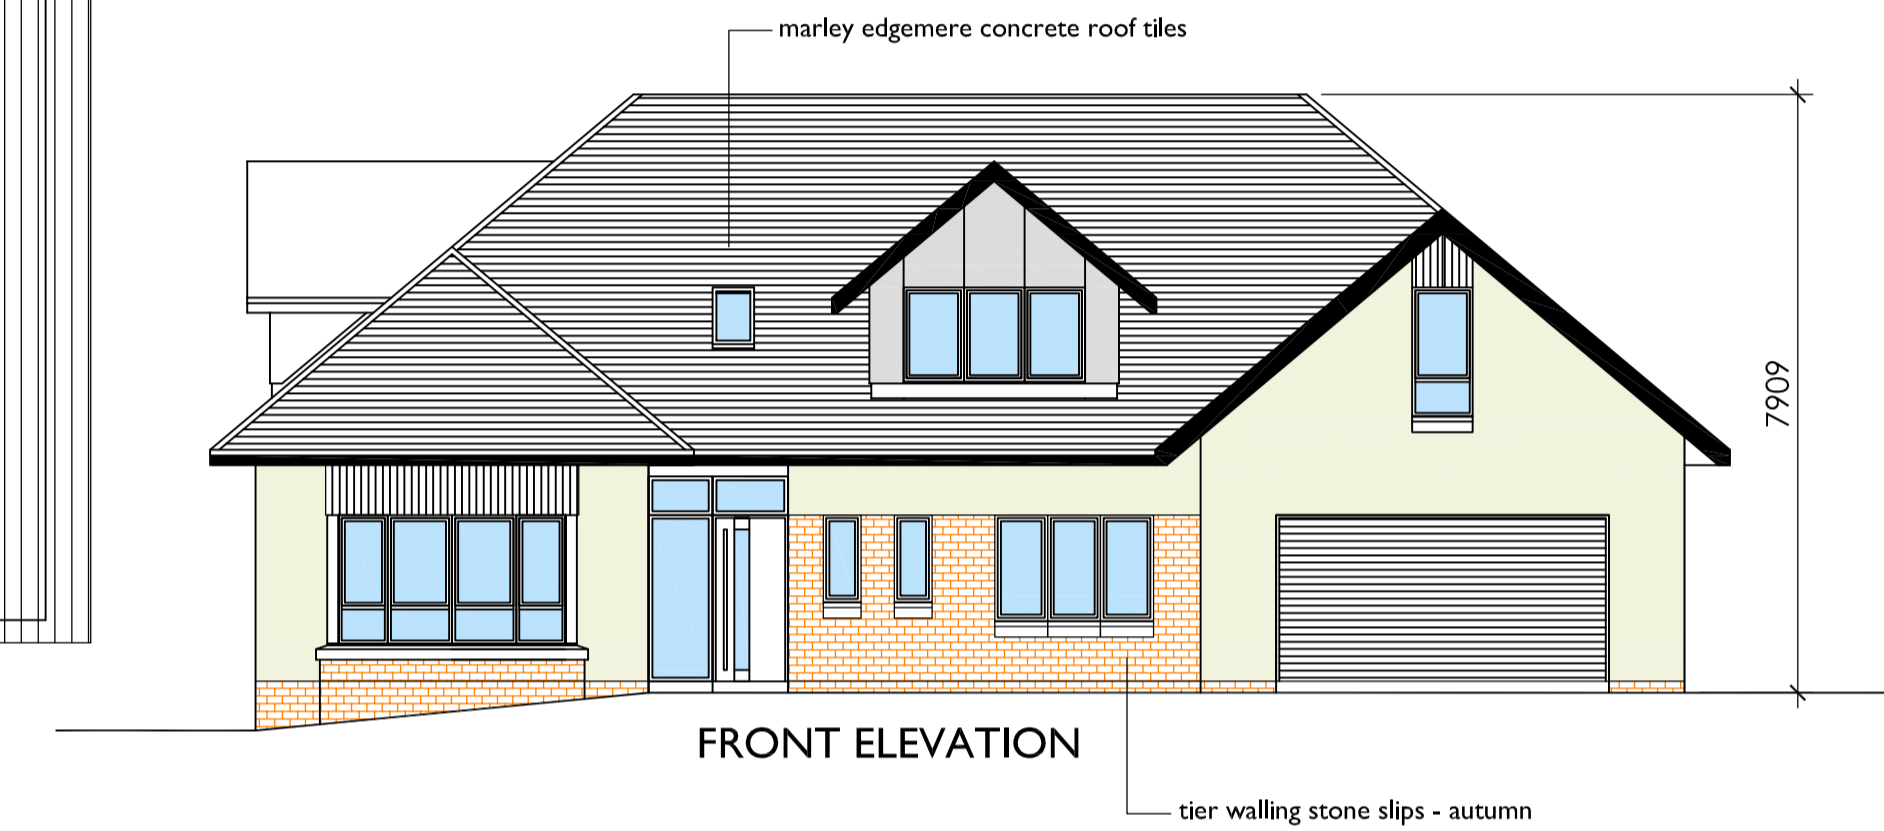 marley edgemere concrete roof tiles
7909
FRONT ELEVATION
tier walling stone slips - autumn